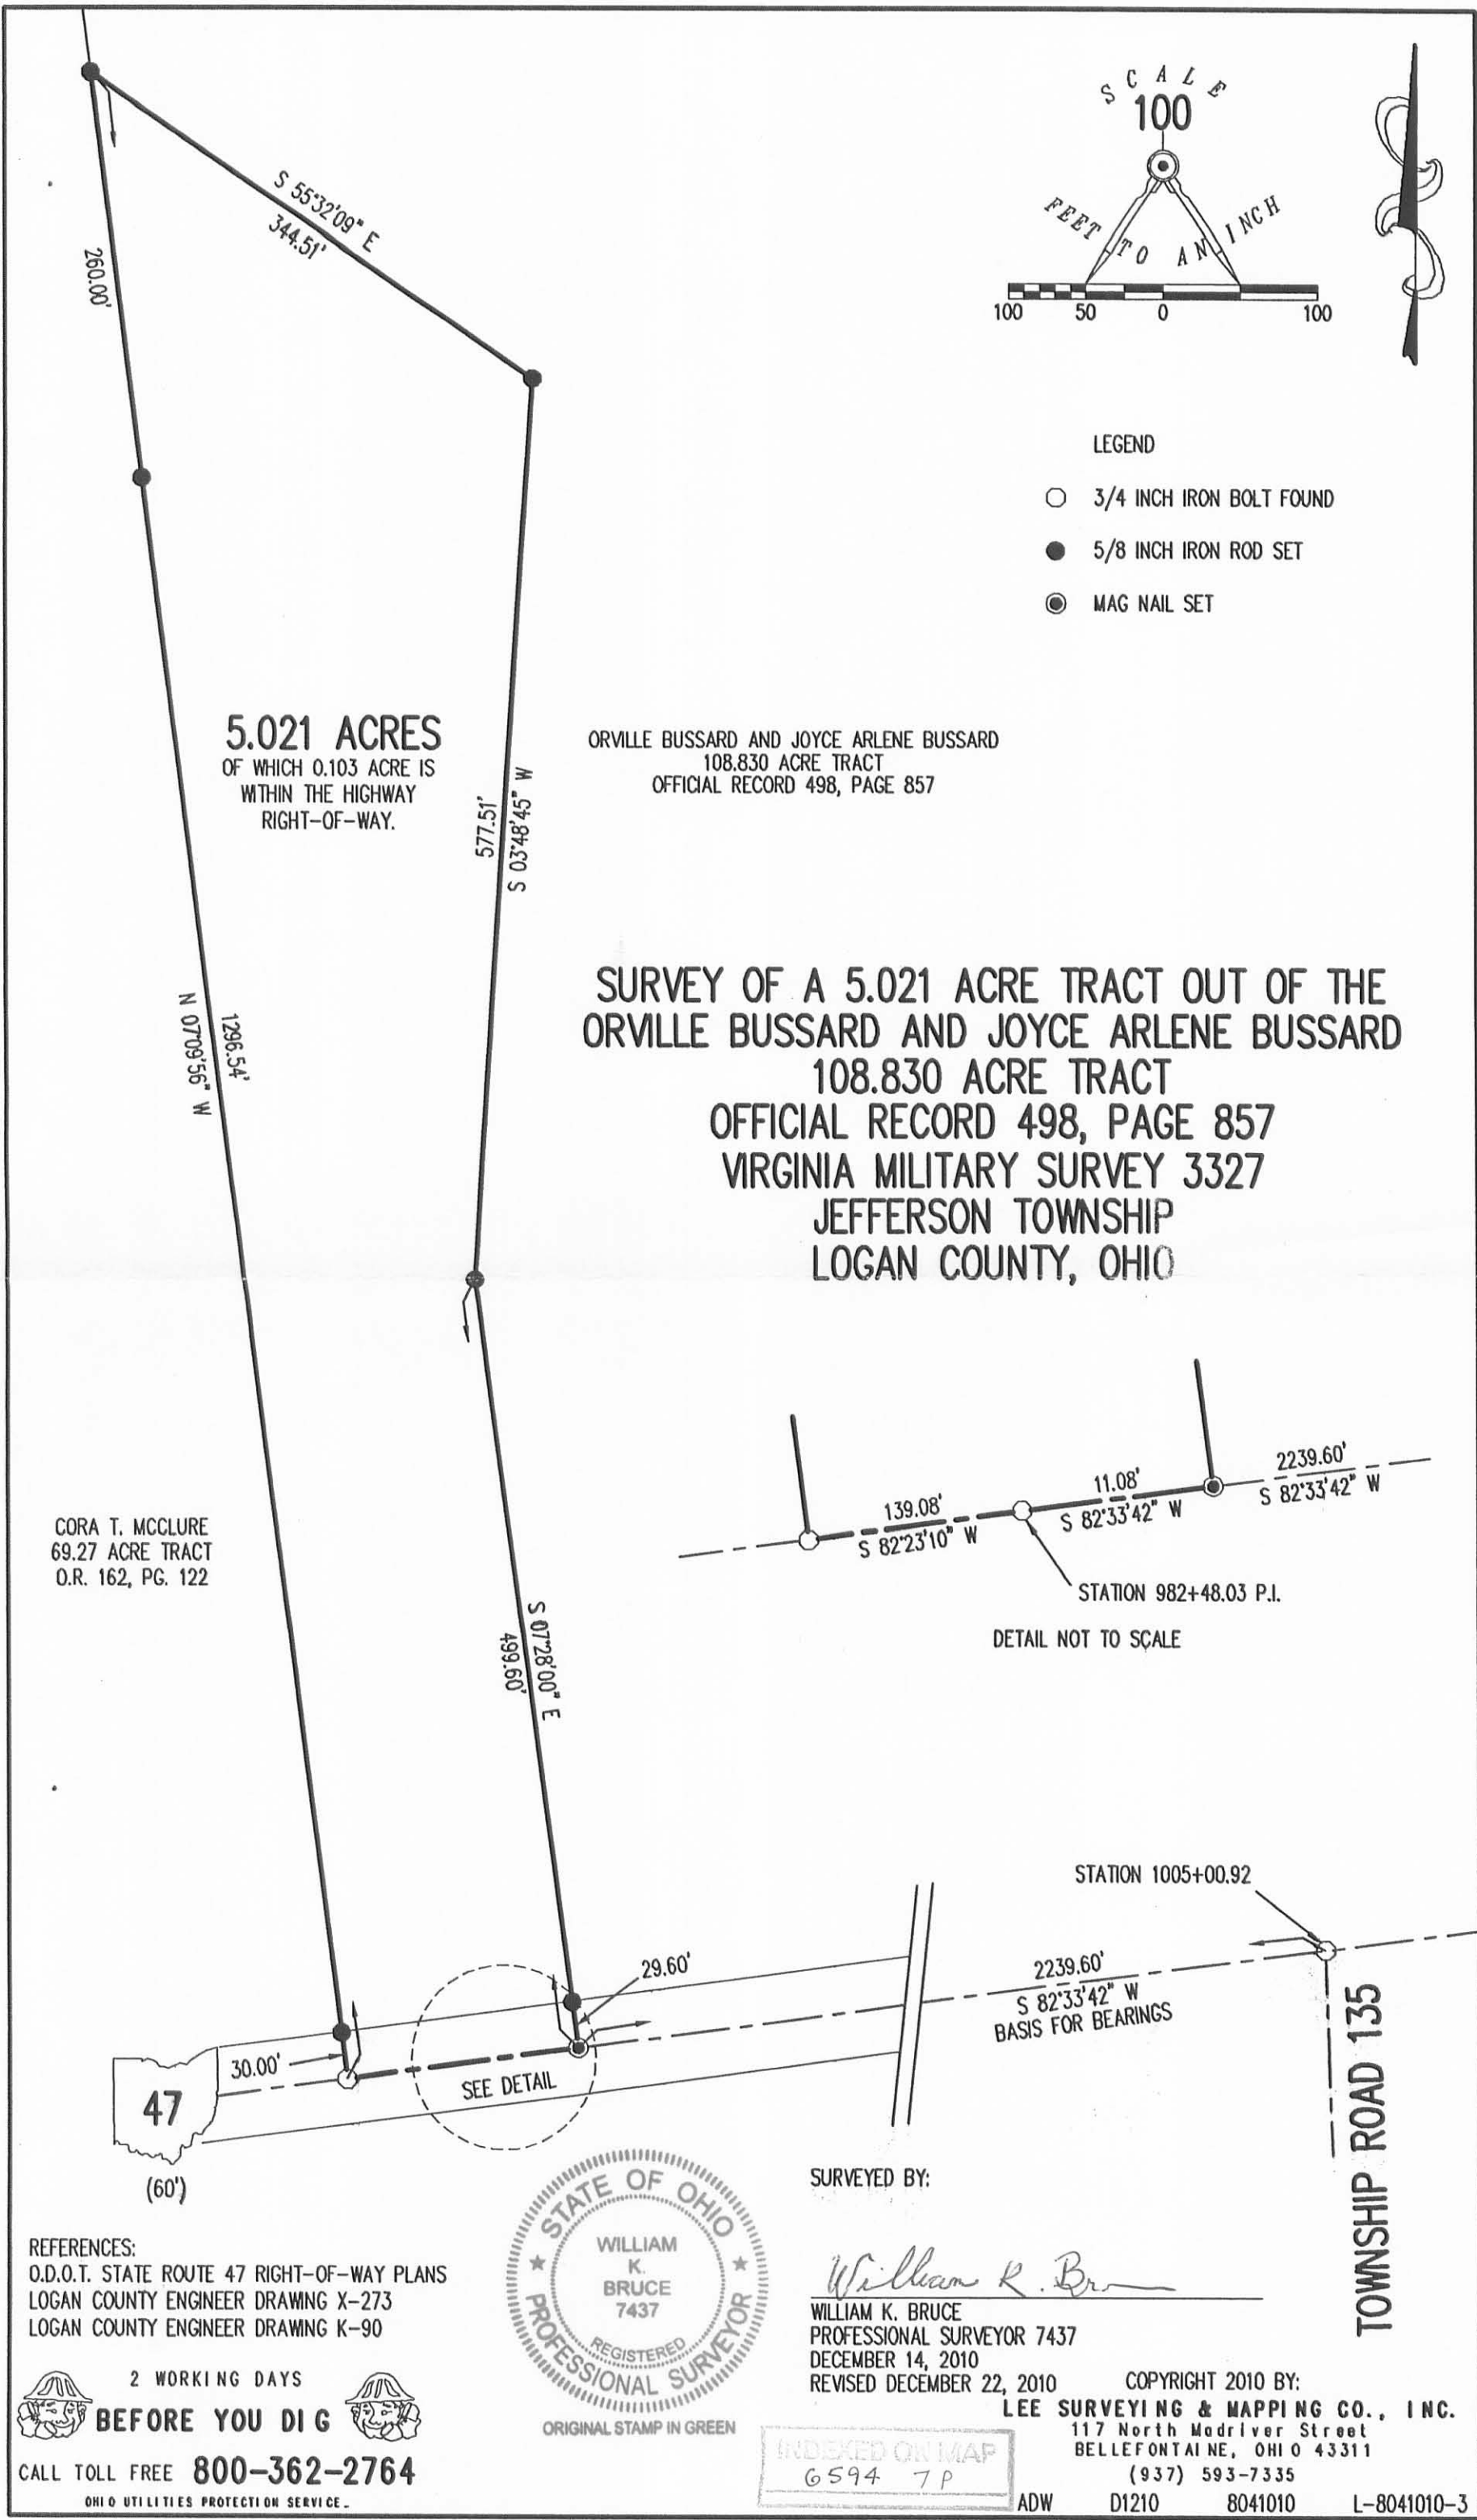 SCALE
100
FEET TO AN INCH
100 50 0 100
S 55°32'09" E
344.51'
260.00'
LEGEND
3/4 INCH IRON BOLT FOUND
5/8 INCH IRON ROD SET
MAG NAIL SET
5.021 ACRES
OF WHICH 0.103 ACRE IS
WITHIN THE HIGHWAY
RIGHT-OF-WAY.
577.51'
S 03°48'45" W
ORVILLE BUSSARD AND JOYCE ARLENE BUSSARD
108.830 ACRE TRACT
OFFICIAL RECORD 498, PAGE 857
SURVEY OF A 5.021 ACRE TRACT OUT OF THE
ORVILLE BUSSARD AND JOYCE ARLENE BUSSARD
108.830 ACRE TRACT
OFFICIAL RECORD 498, PAGE 857
VIRGINIA MILITARY SURVEY 3327
JEFFERSON TOWNSHIP
LOGAN COUNTY, OHIO
1296.54'
N 07°09'56" W
CORA T. MCCLURE
69.27 ACRE TRACT
O.R. 162, PG. 122
139.08'
S 82°23'10" W
11.08'
S 82°33'42" W
2239.60'
S 82°33'42" W
STATION 982+48.03 P.I.
DETAIL NOT TO SCALE
S 07°28'00" E
499.60'
STATION 1005+00.92
29.60'
2239.60'
S 82°33'42" W
BASIS FOR BEARINGS
30.00'
SEE DETAIL
47
(60')
TOWNSHIP ROAD 135
REFERENCES:
O.D.O.T. STATE ROUTE 47 RIGHT-OF-WAY PLANS
LOGAN COUNTY ENGINEER DRAWING X-273
LOGAN COUNTY ENGINEER DRAWING K-90
2 WORKING DAYS
BEFORE YOU DIG
CALL TOLL FREE 800-362-2764
OHIO UTILITIES PROTECTION SERVICE.
STATE OF OHIO
WILLIAM
K.
BRUCE
7437
REGISTERED
PROFESSIONAL SURVEYOR
ORIGINAL STAMP IN GREEN
SURVEYED BY:
William K. Br
WILLIAM K. BRUCE
PROFESSIONAL SURVEYOR 7437
DECEMBER 14, 2010
REVISED DECEMBER 22, 2010
COPYRIGHT 2010 BY:
LEE SURVEYING & MAPPING CO., INC.
117 North Madriver Street
BELLEFONTAINE, OHIO 43311
(937) 593-7335
INDEXED ON MAP
6594 7P
ADW D1210 8041010 L-8041010-3